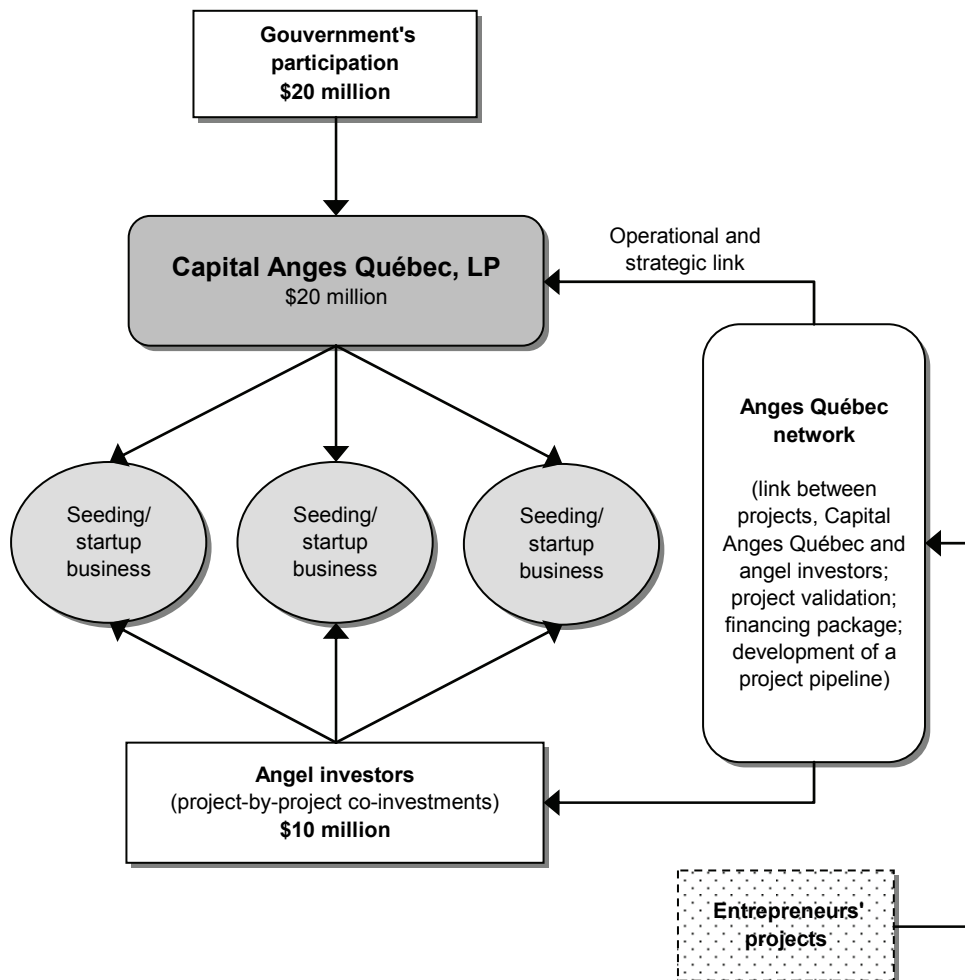 Gouvernment's
participation
$20 million
Operational and
strategic link
Capital Anges Québec, LP
$20 million
Anges Québec
network
(link between
projects, Capital
Anges Québec and
angel investors;
project validation;
financing package;
development of a
project pipeline)
Seeding/
startup
business
Seeding/
startup
business
Seeding/
startup
business
Angel investors
(project-by-project co-investments)
$10 million
Entrepreneurs'
projects